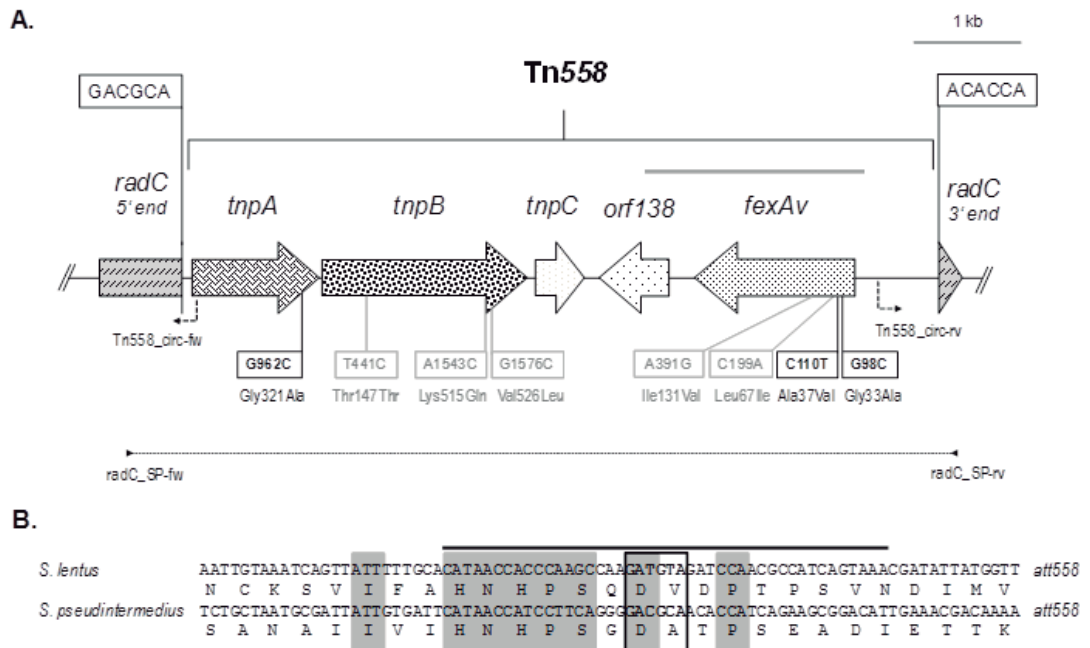 A.
1 kb
Tn558
GACGCA
ACACCA
radC
5' end
tnpA
tnpB
tnpC
orf138
fexAv
radC
3' end
Tn558_circ-fw
Tn558_circ-rv
G962C
T441C
A1543C
G1576C
A391G
C199A
C110T
G98C
Gly321Ala
Thr147Thr
Lys515Gln
Val526Leu
Ile131Val
Leu67Ile
Ala37Val
Gly33Ala
radC_SP-fw
radC_SP-rv
B.
S. lentus AATTGTAAATCAGTTATTTTTGCACATAACCACCCAAGCCAAGATGTAGATCCAACGCCATCAGTAAACGATATTATGGTT att558
N C K S V I F A H N H P S Q D V D P T P S V N D I M V
S. pseudintermedius TCTGCTAATGCGATTATTGTGATTCATAACCATCCTTCAGGGGACGCAACACCATCAGAAGCGGACATTGAAACGACAAAA att558
S A N A I I V I H N H P S G D A T P S E A D I E T T K